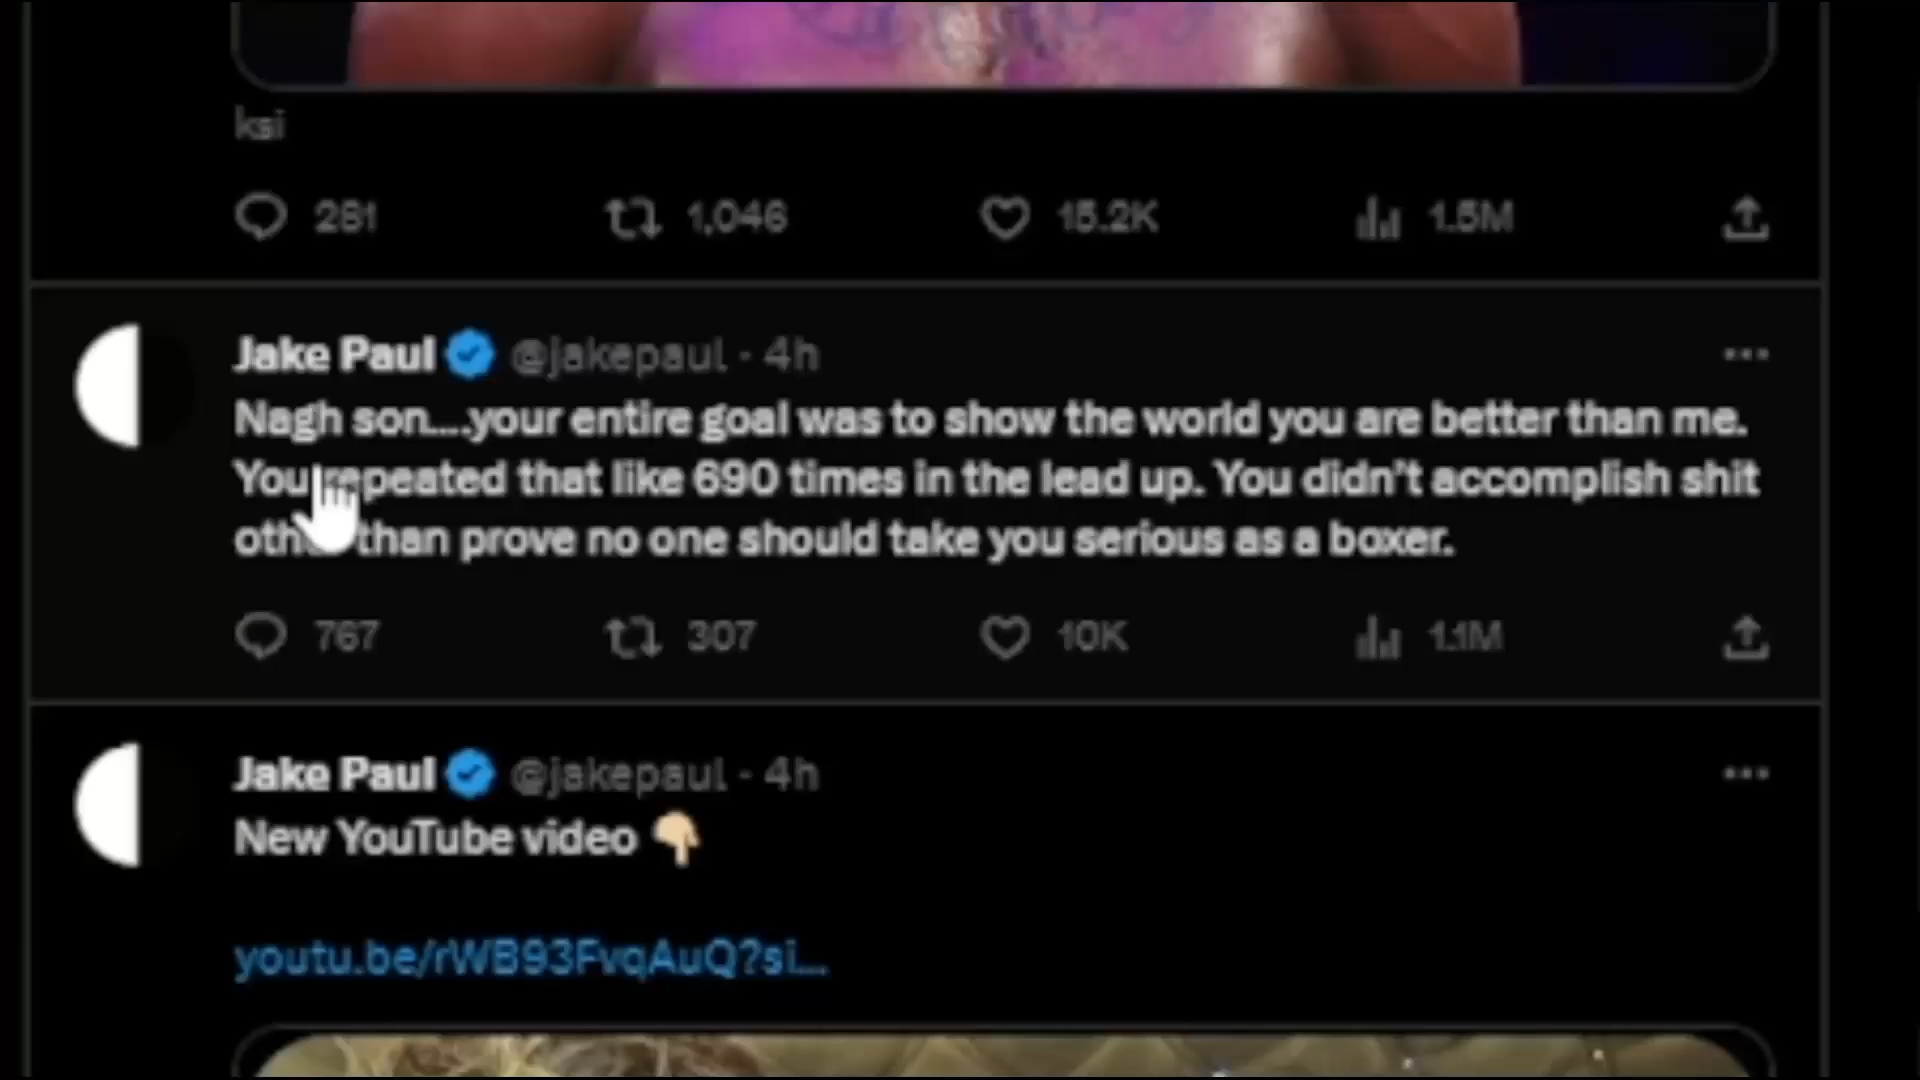 ksi
281 1,046 15.2K 1.5M
Jake Paul @jakepaul · 4h
Nagh son....your entire goal was to show the world you are better than me.
You repeated that like 690 times in the lead up. You didn't accomplish shit
other than prove no one should take you serious as a boxer.
767 307 10K 1.1M
Jake Paul @jakepaul · 4h
New YouTube video 👇🏼
youtu.be/rWB93FvqAuQ?si...